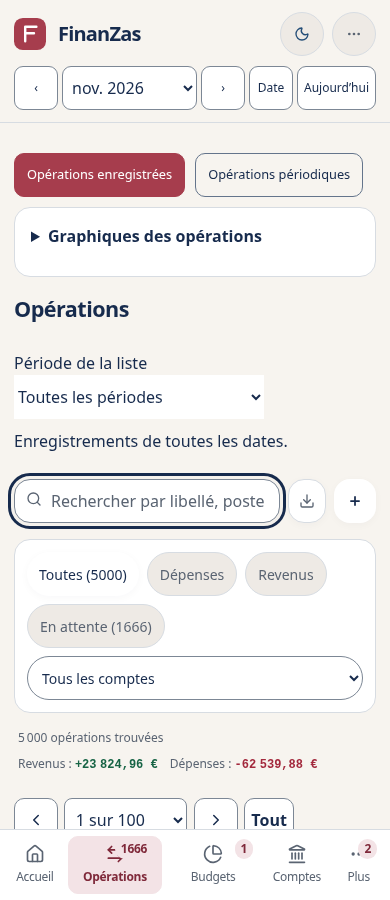 F FinanZas
‹ nov. 2026 › Date Aujourd’hui
Opérations enregistrées Opérations périodiques
Graphiques des opérations
Opérations
Période de la liste
Toutes les périodes
Enregistrements de toutes les dates.
Rechercher par libellé, poste
Toutes (5000) Dépenses Revenus
En attente (1666)
Tous les comptes
5 000 opérations trouvées
Revenus : +23 824,96 € Dépenses : -62 539,88 €
1 sur 100 Tout
1666 1 2
Accueil Opérations Budgets Comptes Plus